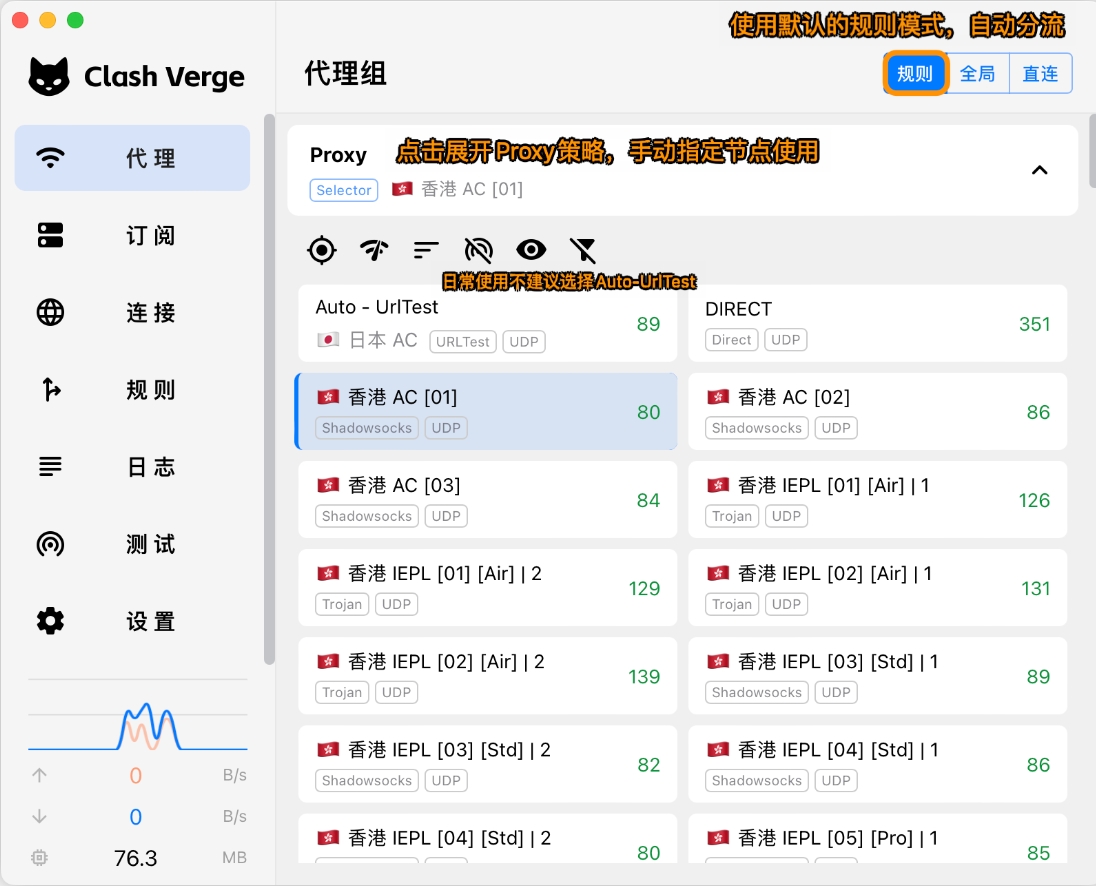 使用默认的规则模式，自动分流
Clash Verge
代理组
规则 全局 直连
代 理
订 阅
连 接
规 则
日 志
测 试
设 置
0 B/s
0 B/s
76.3 MB
Proxy
点击展开Proxy策略，手动指定节点使用
Selector 香港 AC [01]
日常使用不建议选择Auto-UrlTest
Auto - UrlTest
日本 AC URLTest UDP
89
DIRECT
Direct UDP
351
香港 AC [01]
Shadowsocks UDP
80
香港 AC [02]
Shadowsocks UDP
86
香港 AC [03]
Shadowsocks UDP
84
香港 IEPL [01] [Air] | 1
Trojan UDP
126
香港 IEPL [01] [Air] | 2
Trojan UDP
129
香港 IEPL [02] [Air] | 1
Trojan UDP
131
香港 IEPL [02] [Air] | 2
Trojan UDP
139
香港 IEPL [03] [Std] | 1
Shadowsocks UDP
89
香港 IEPL [03] [Std] | 2
Shadowsocks UDP
82
香港 IEPL [04] [Std] | 1
Shadowsocks UDP
86
香港 IEPL [04] [Std] | 2
80
香港 IEPL [05] [Pro] | 1
85